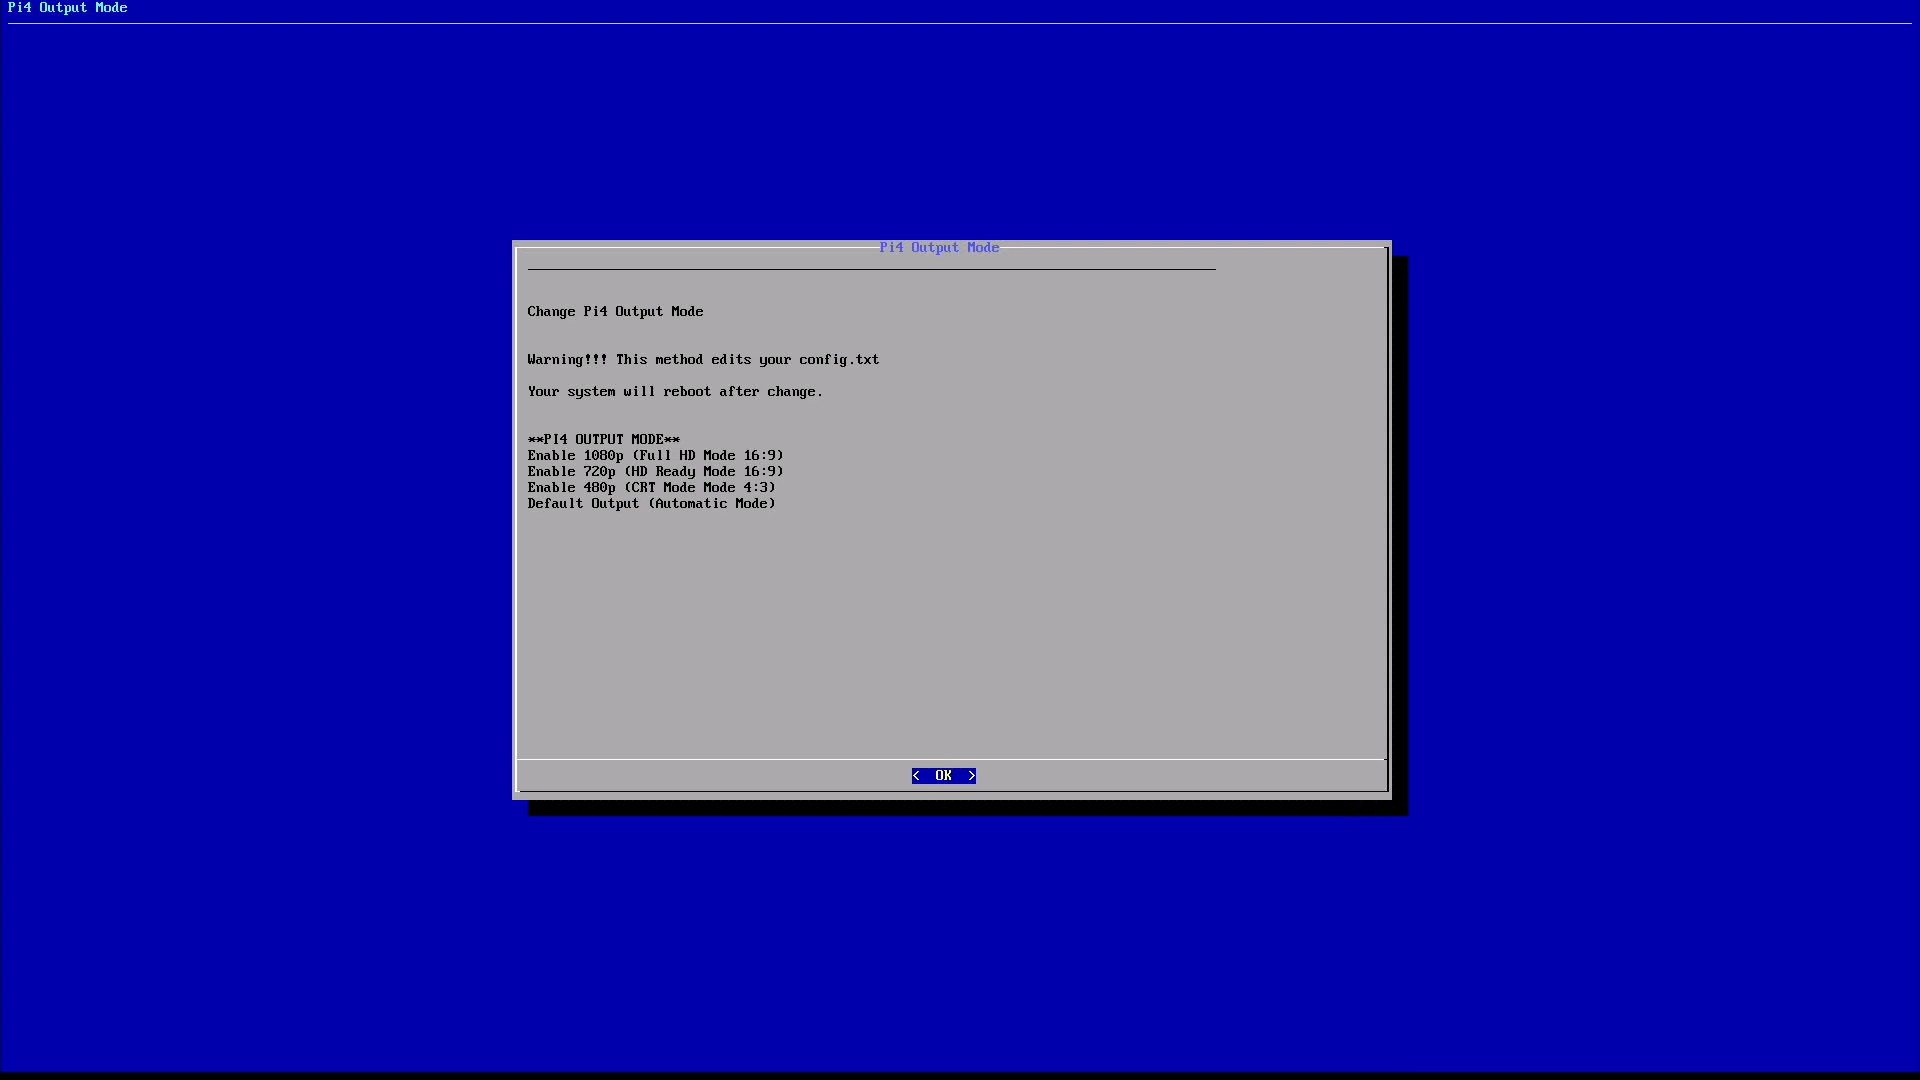 Pi4 Output Mode
Pi4 Output Mode
Change Pi4 Output Mode
Warning!!! This method edits your config.txt
Your system will reboot after change.
**PI4 OUTPUT MODE**
Enable 1080p (Full HD Mode 16:9)
Enable 720p (HD Ready Mode 16:9)
Enable 480p (CRT Mode Mode 4:3)
Default Output (Automatic Mode)
<  OK  >